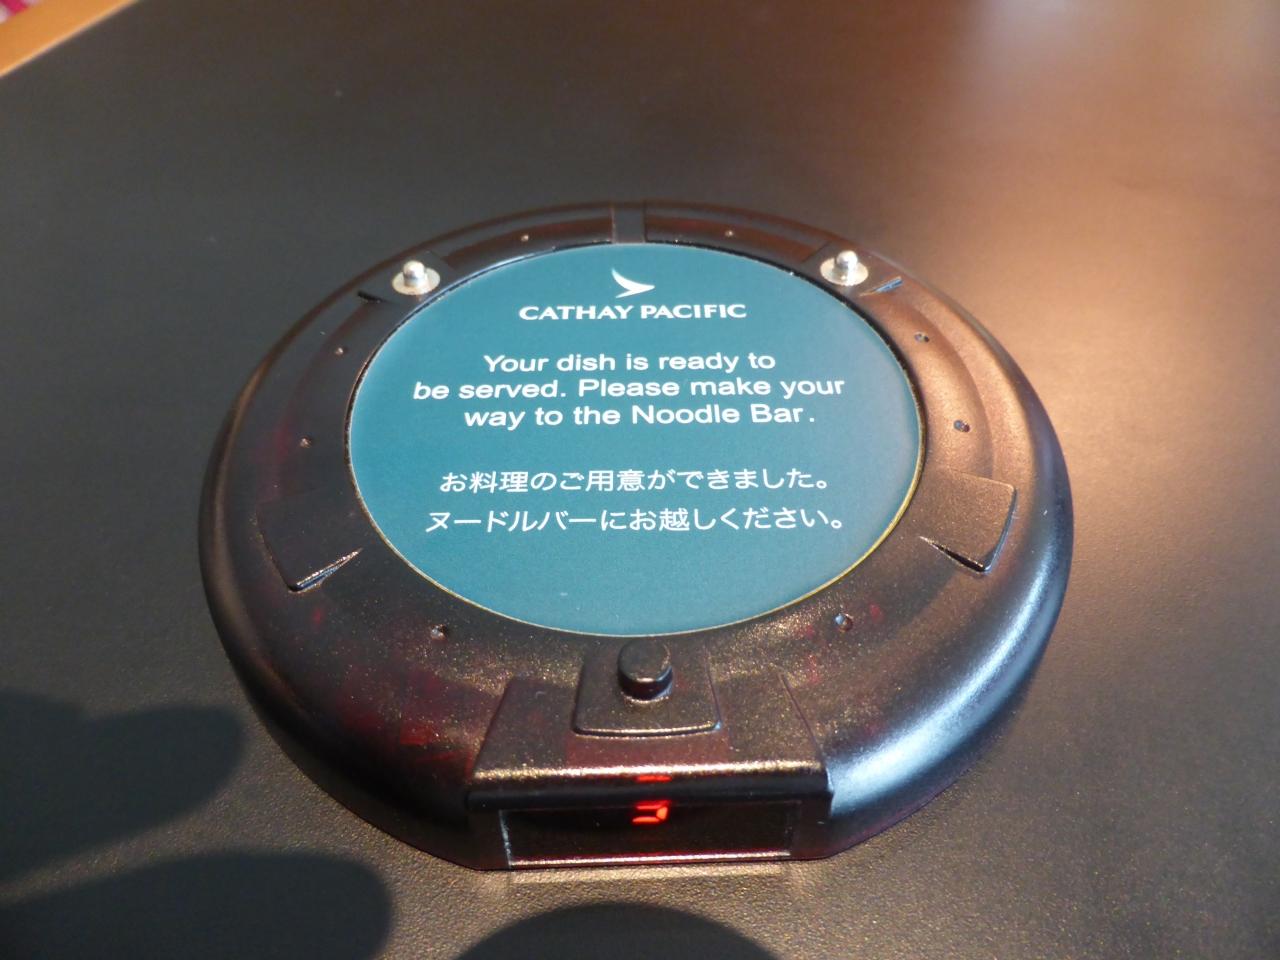 CATHAY PACIFIC
Your dish is ready to
be served. Please make your
way to the Noodle Bar.
お料理のご用意ができました。
ヌードルバーにお越しください。